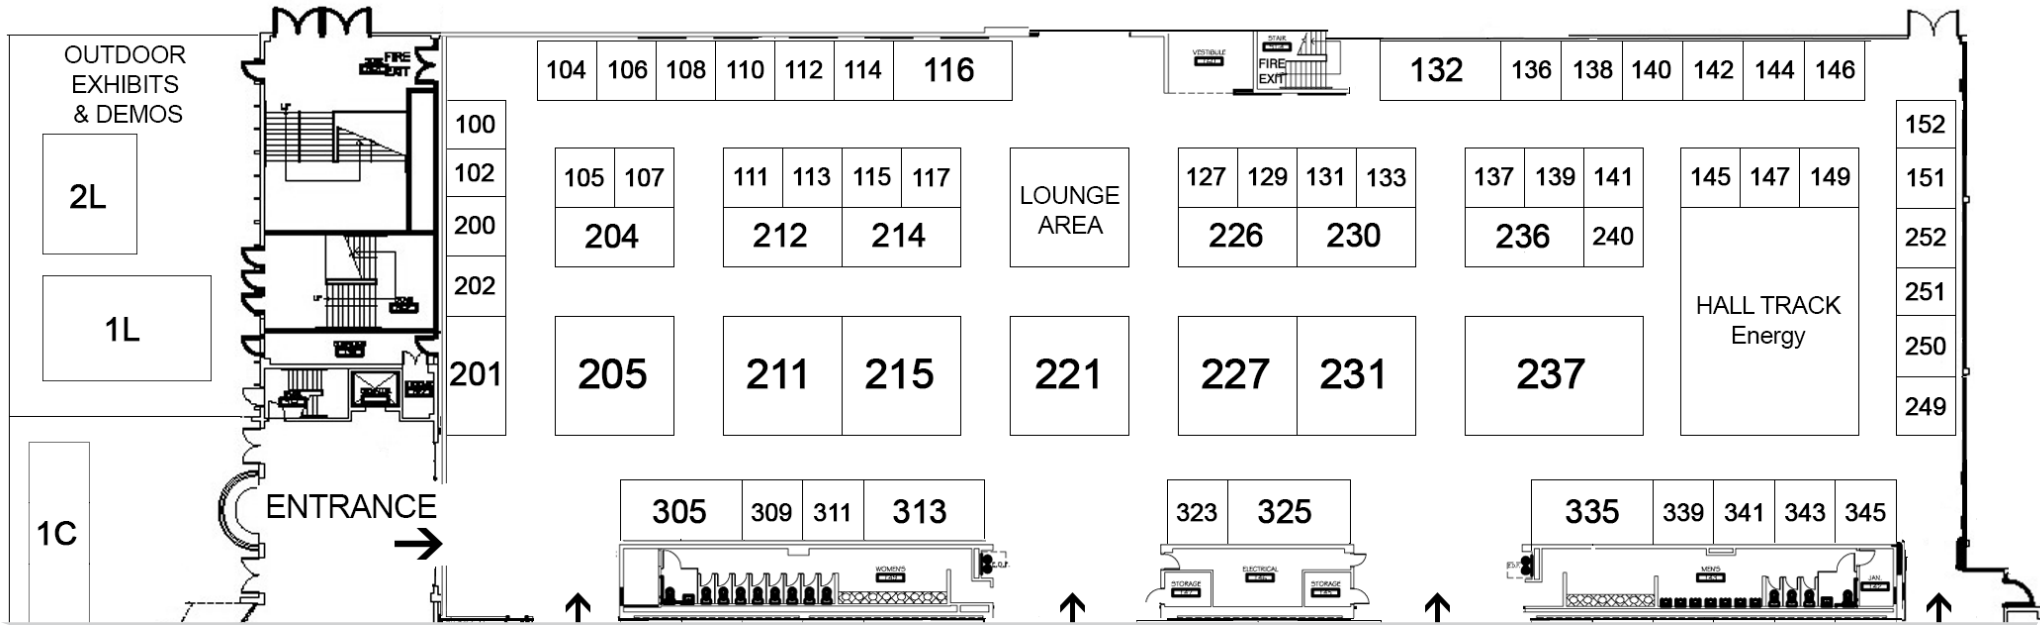 OUTDOOR
EXHIBITS
& DEMOS
2L
1L
1C
FIRE
EXIT
ENTRANCE
104 106 108 110 112 114 116
VESTIBULE
STAIR
FIRE
EXIT
132 136 138 140 142 144 146
100
102
200
202
201
105 107
204
111 113 115 117
212 214
LOUNGE
AREA
127 129 131 133
226 230
137 139 141
236 240
145 147 149
HALL TRACK
Energy
152
151
252
251
250
249
205 211 215 221 227 231 237
305 309 311 313
323 325
335 339 341 343 345
WOMEN'S
STORAGE
ELECTRICAL
STORAGE
MEN'S
JAN.